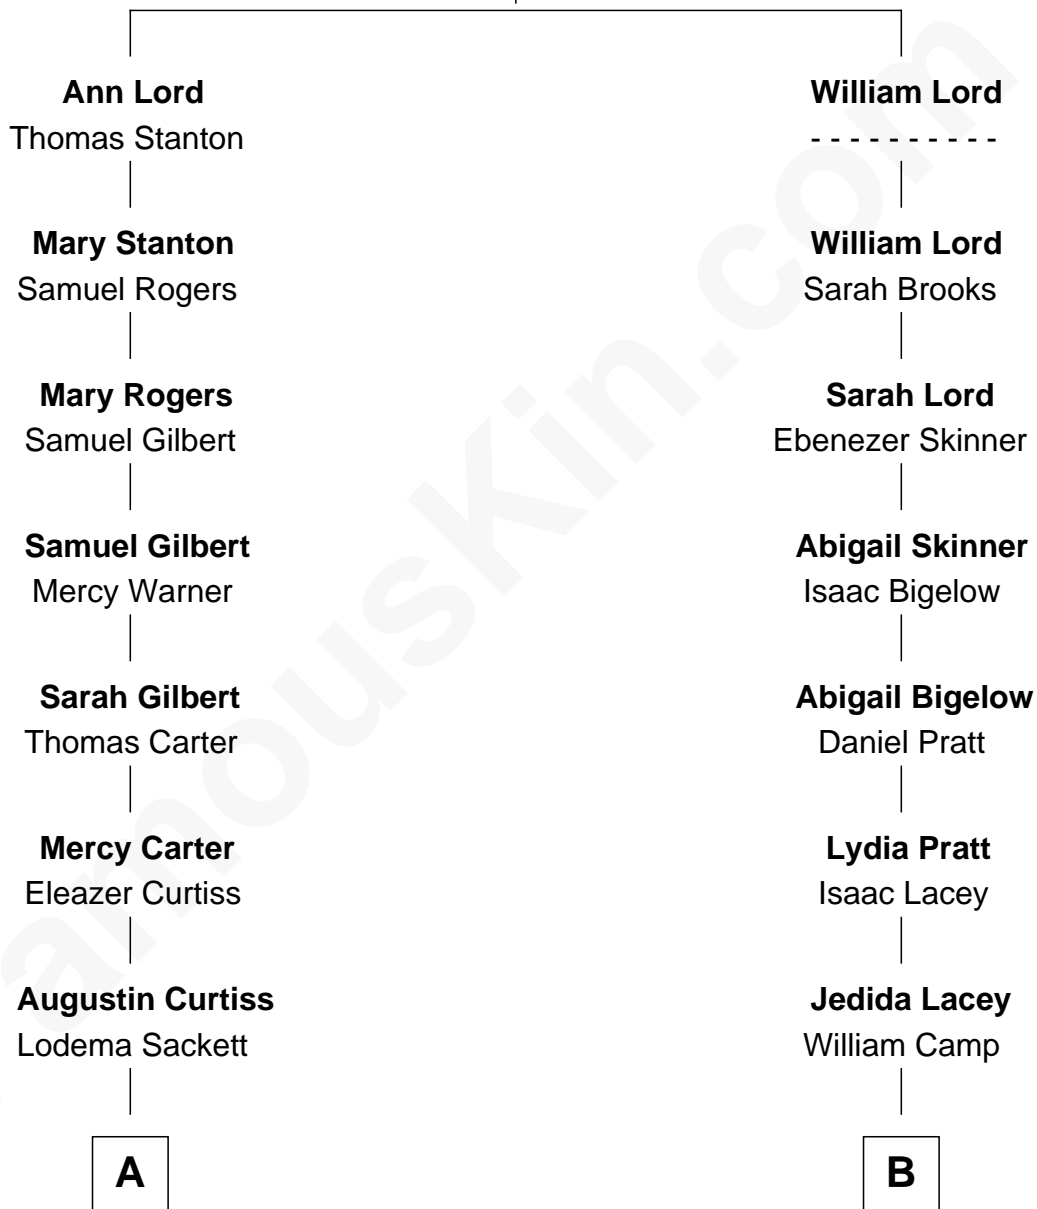 Ann Lord
Thomas Stanton
William Lord
- - - - - - - - - -
Mary Stanton
Samuel Rogers
William Lord
Sarah Brooks
Mary Rogers
Samuel Gilbert
Sarah Lord
Ebenezer Skinner
Samuel Gilbert
Mercy Warner
Abigail Skinner
Isaac Bigelow
Sarah Gilbert
Thomas Carter
Abigail Bigelow
Daniel Pratt
Mercy Carter
Eleazer Curtiss
Lydia Pratt
Isaac Lacey
Augustin Curtiss
Lodema Sackett
Jedida Lacey
William Camp
A
B
amouskin.com